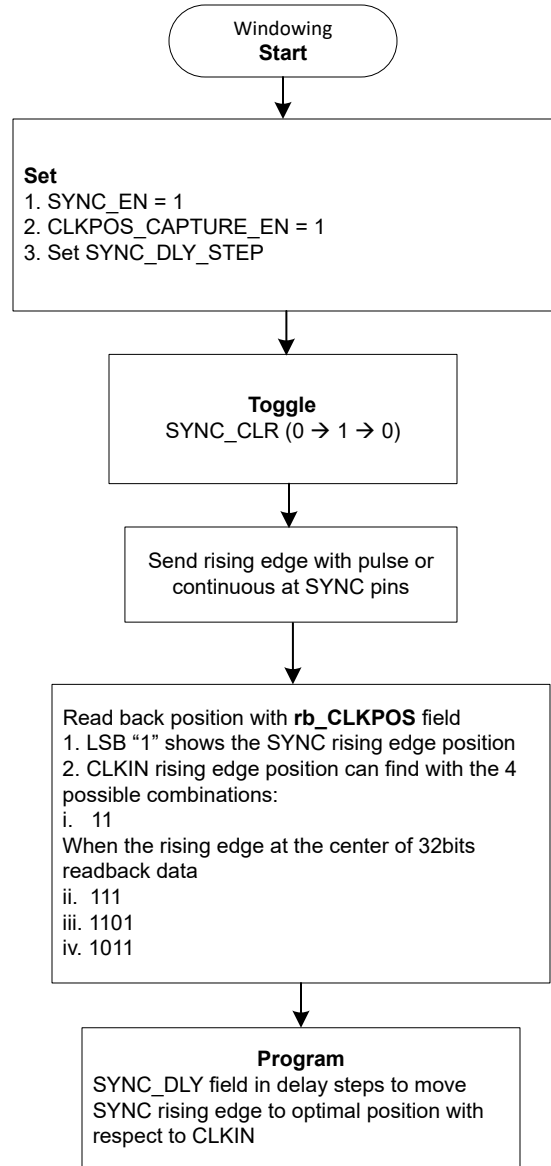 Windowing
Start
Set
1. SYNC_EN = 1
2. CLKPOS_CAPTURE_EN = 1
3. Set SYNC_DLY_STEP
Toggle
SYNC_CLR (0 → 1 → 0)
Send rising edge with pulse or
continuous at SYNC pins
Read back position with rb_CLKPOS field
1. LSB “1” shows the SYNC rising edge position
2. CLKIN rising edge position can find with the 4
possible combinations:
i. 11
When the rising edge at the center of 32bits
readback data
ii. 111
iii. 1101
iv. 1011
Program
SYNC_DLY field in delay steps to move
SYNC rising edge to optimal position with
respect to CLKIN